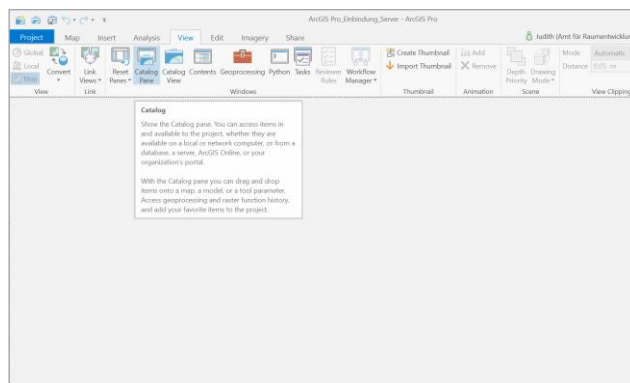 ArcGIS Pro_Einbindung_Server - ArcGIS Pro
Project Map Insert Analysis View Edit Imagery Share
Judith (Amt für Raumentwicklun
Global
Local
Map
Convert
Link Views
Reset Panes
Catalog Pane
Catalog View
Contents
Geoprocessing
Python
Tasks
Reviewer Rules
Workflow Manager
Create Thumbnail
Import Thumbnail
Add
Remove
Depth Priority
Drawing Mode
Mode Automatic
Distance 0.05 m
View Link Windows Thumbnail Animation Scene View Clipping
Catalog
Show the Catalog pane. You can access items in
and available to the project, whether they are
available on a local or network computer, or from a
database, a server, ArcGIS Online, or your
organization's portal.
With the Catalog pane you can drag and drop
items onto a map, a model, or a tool parameter.
Access geoprocessing and raster function history,
and add your favorite items to the project.